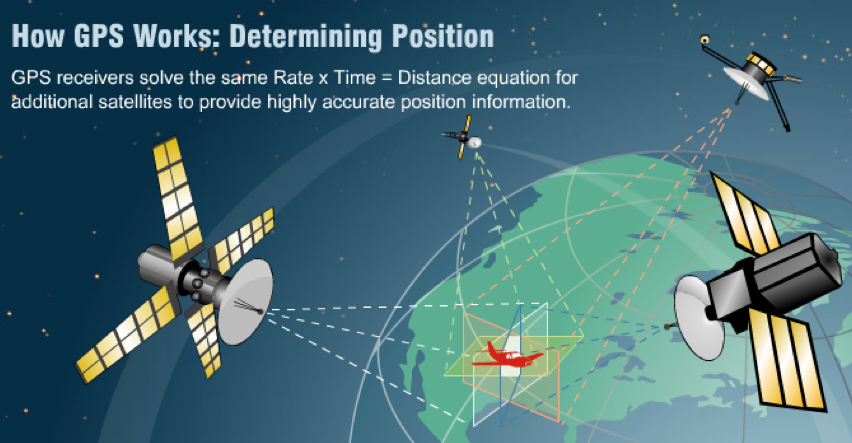 How GPS Works: Determining Position
GPS receivers solve the same Rate x Time = Distance equation for
additional satellites to provide highly accurate position information.